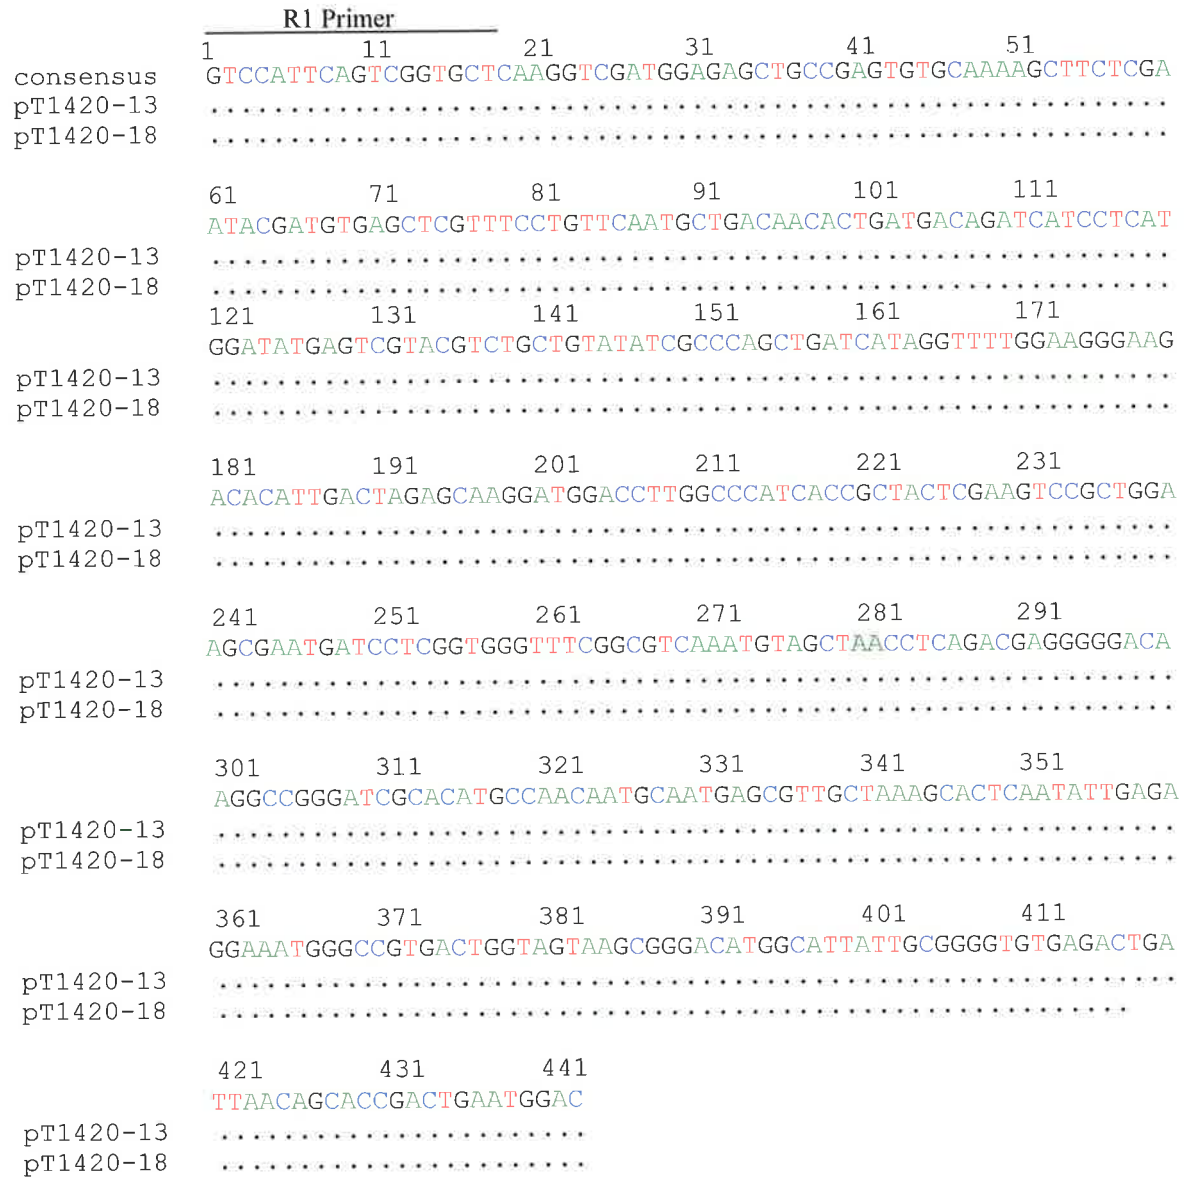 R1 Primer
1 11 21 31 41 51
consensus GTCCATTCAGTCGGTGCTCAAGGTCGATGGAGAGCTGCCGAGTGTGCAAAAGCTTCTCGA
pT1420-13 ............................................................
pT1420-18 ............................................................
61 71 81 91 101 111
ATACGATGTGAGCTCGTTTCCTGTTCAATGCTGACAACACTGATGACAGATCATCCTCAT
pT1420-13 ............................................................
pT1420-18 ............................................................
121 131 141 151 161 171
GGATATGAGTCGTACGTCTGCTGTATATCGCCCAGCTGATCATAGGTTTTGGAAGGGAAG
pT1420-13 ............................................................
pT1420-18 ............................................................
181 191 201 211 221 231
ACACATTGACTAGAGCAAGGATGGACCTTGGCCCATCACCGCTACTCGAAGTCCGCTGGA
pT1420-13 ............................................................
pT1420-18 ............................................................
241 251 261 271 281 291
AGCGAATGATCCTCGGTGGGTTTCGGCGTCAAATGTAGCTAACCTCAGACGAGGGGGACA
pT1420-13 ............................................................
pT1420-18 ............................................................
301 311 321 331 341 351
AGGCCGGGATCGCACATGCCAACAATGCAATGAGCGTTGCTAAAGCACTCAATATTGAGA
pT1420-13 ............................................................
pT1420-18 ............................................................
361 371 381 391 401 411
GGAAATGGGCCGTGACTGGTAGTAAGCGGGACATGGCATTATTGCGGGGTGTGAGACTGA
pT1420-13 ............................................................
pT1420-18 .........................................................
421 431 441
TTAACAGCACCGACTGAATGGAC
pT1420-13 .......................
pT1420-18 .......................